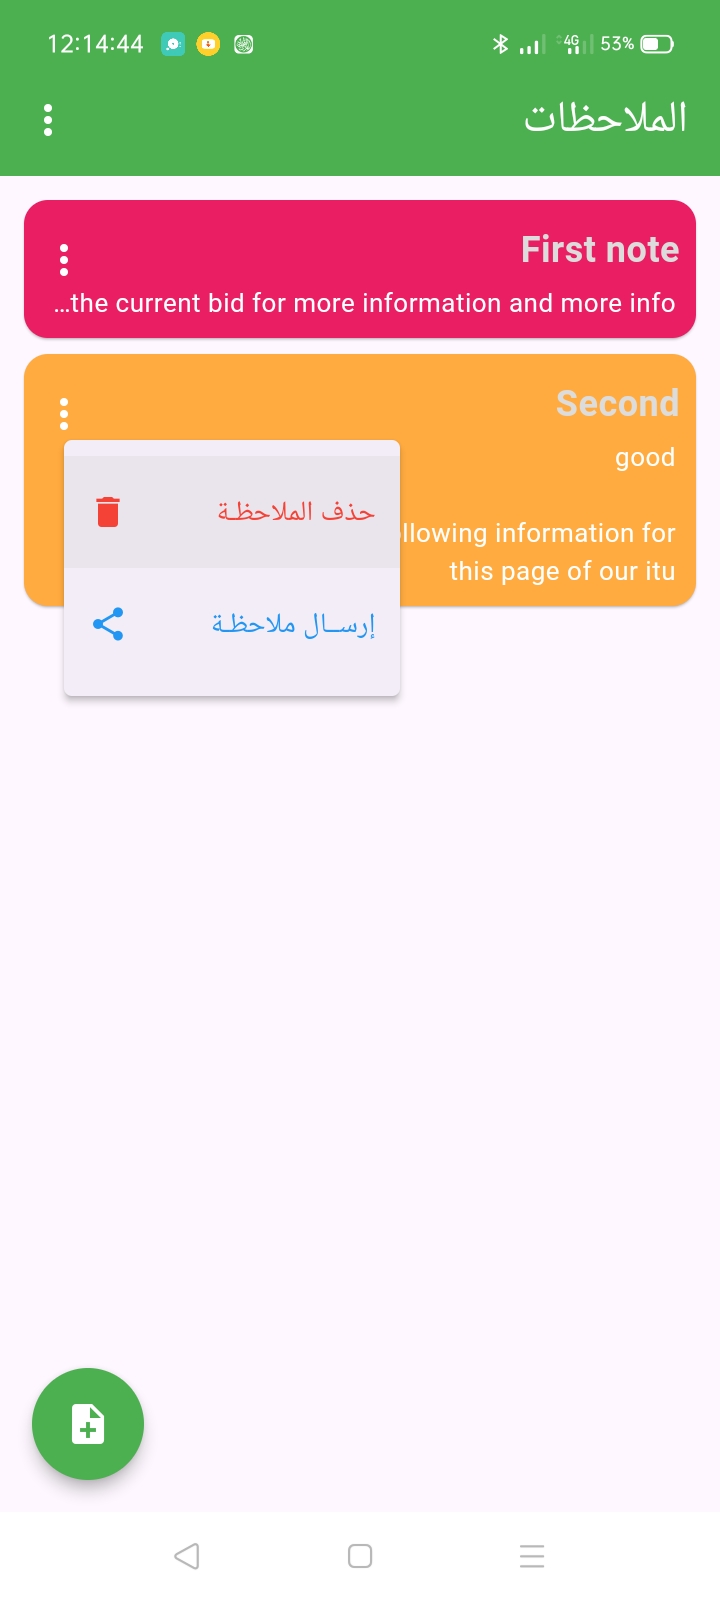 12:14:44
4G 53%
الملاحظات
First note
the current bid for more information and more info...
Second
good
information for
this page of our itu
حذف الملاحظة
إرسال ملاحظة